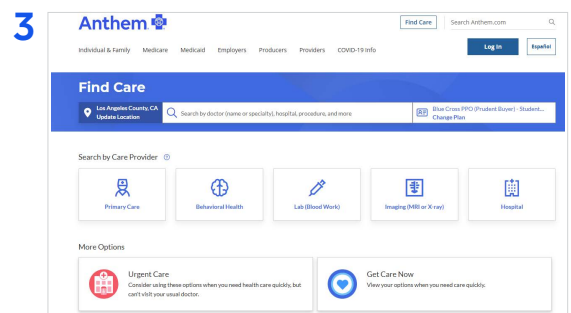 3
Anthem
Find Care
Search Anthem.com
Individual & Family Medicare Medicaid Employers Producers Providers COVID-19 Info
Log In
Español
Find Care
Los Angeles County, CA
Update Location
Search by doctor (name or specialty), hospital, procedure, and more
Blue Cross PPO (Prudent Buyer) - Student...
Change Plan
Search by Care Provider
Primary Care
Behavioral Health
Lab (Blood Work)
Imaging (MRI or X-ray)
Hospital
More Options
Urgent Care
Consider using these options when you need health care quickly, but
can't visit your usual doctor.
Get Care Now
View your options when you need care quickly.